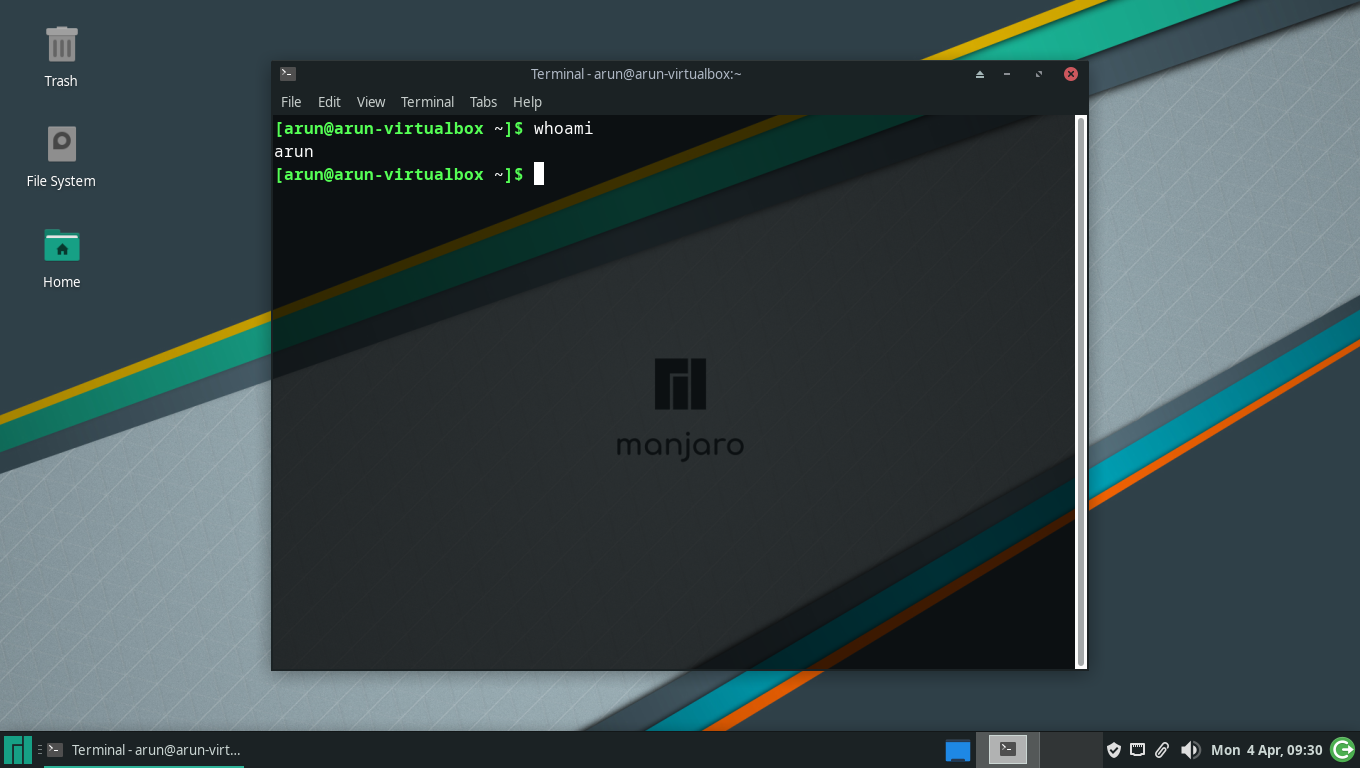 Trash
File System
Home
Terminal - arun@arun-virtualbox:~
File Edit View Terminal Tabs Help
[arun@arun-virtualbox ~]$ whoami
arun
[arun@arun-virtualbox ~]$
manjaro
Terminal - arun@arun-virt...
Mon 4 Apr, 09:30